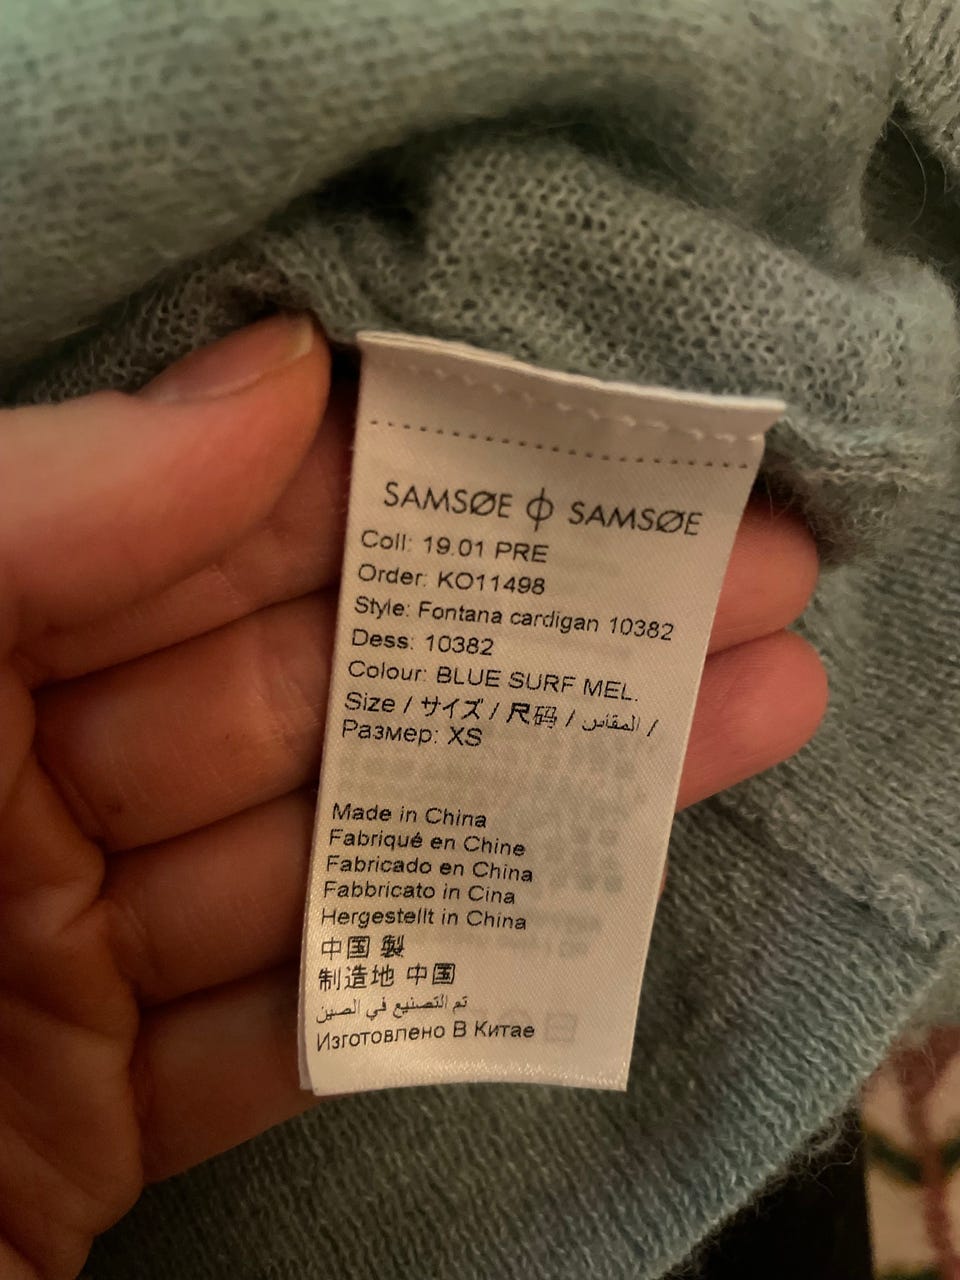 SAMSØE ϕ SAMSØE
Coll: 19.01 PRE
Order: KO11498
Style: Fontana cardigan 10382
Dess: 10382
Colour: BLUE SURF MEL.
Size / サイズ / 尺码 / المقاس /
Размер: XS
Made in China
Fabriqué en Chine
Fabricado en China
Fabbricato in Cina
Hergestellt in China
中国 製
制造地 中国
تم التصنيع في الصين
Изготовлено В Китае